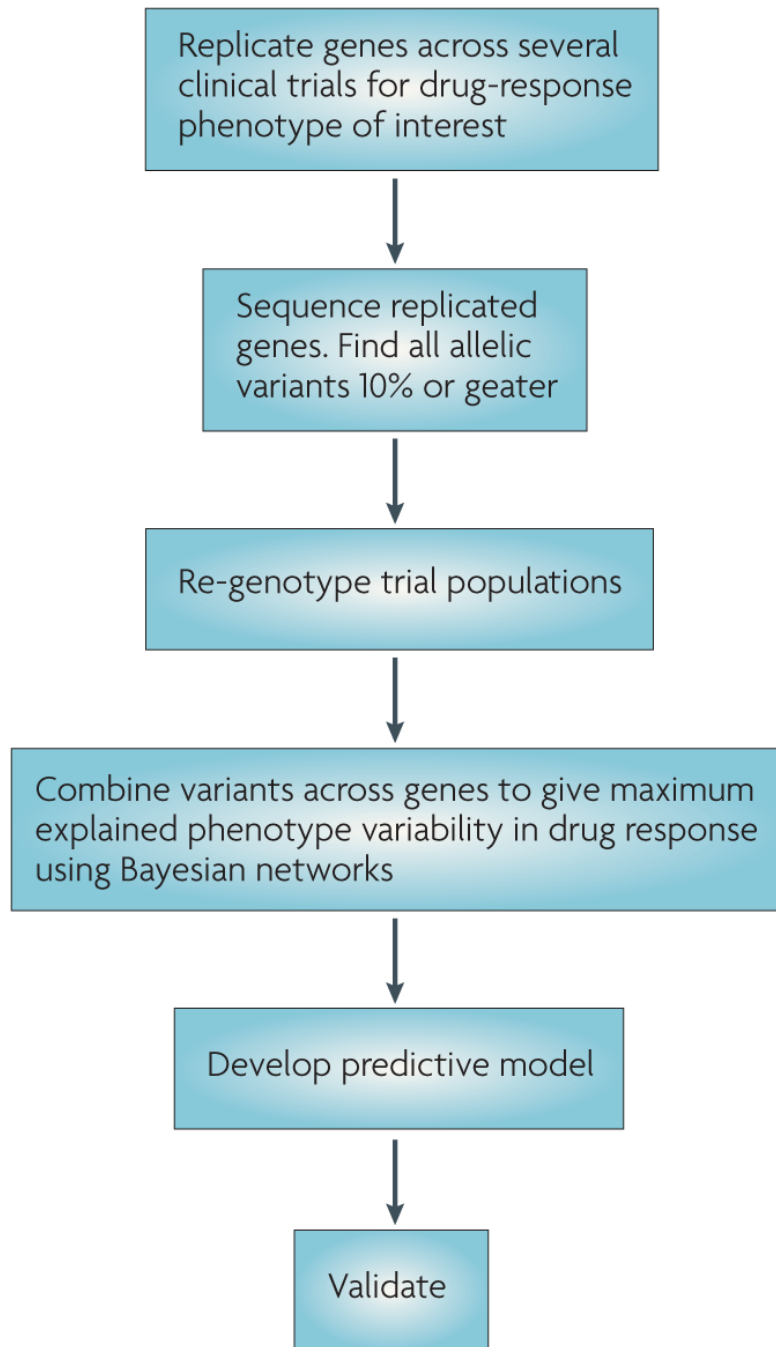 Replicate genes across several
clinical trials for drug-response
phenotype of interest
Sequence replicated
genes. Find all allelic
variants 10% or geater
Re-genotype trial populations
Combine variants across genes to give maximum
explained phenotype variability in drug response
using Bayesian networks
Develop predictive model
Validate